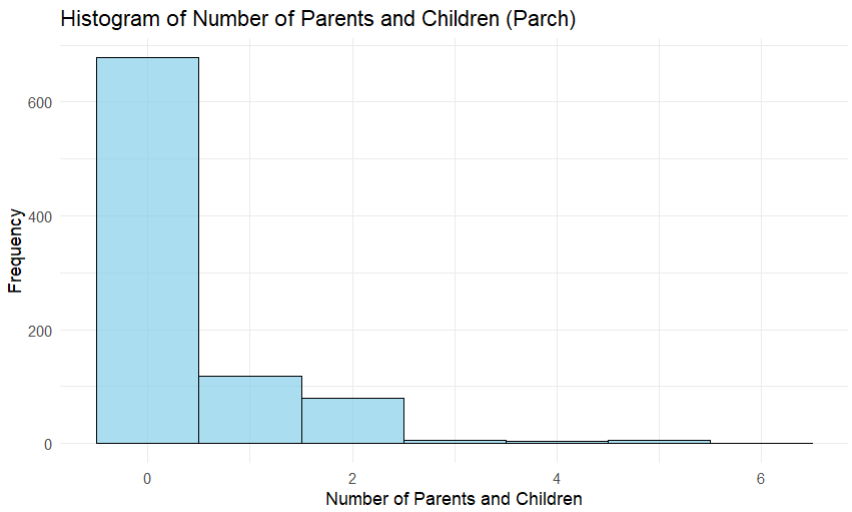 Histogram of Number of Parents and Children (Parch)
600
400
200
0
Frequency
0 2 4 6
Number of Parents and Children